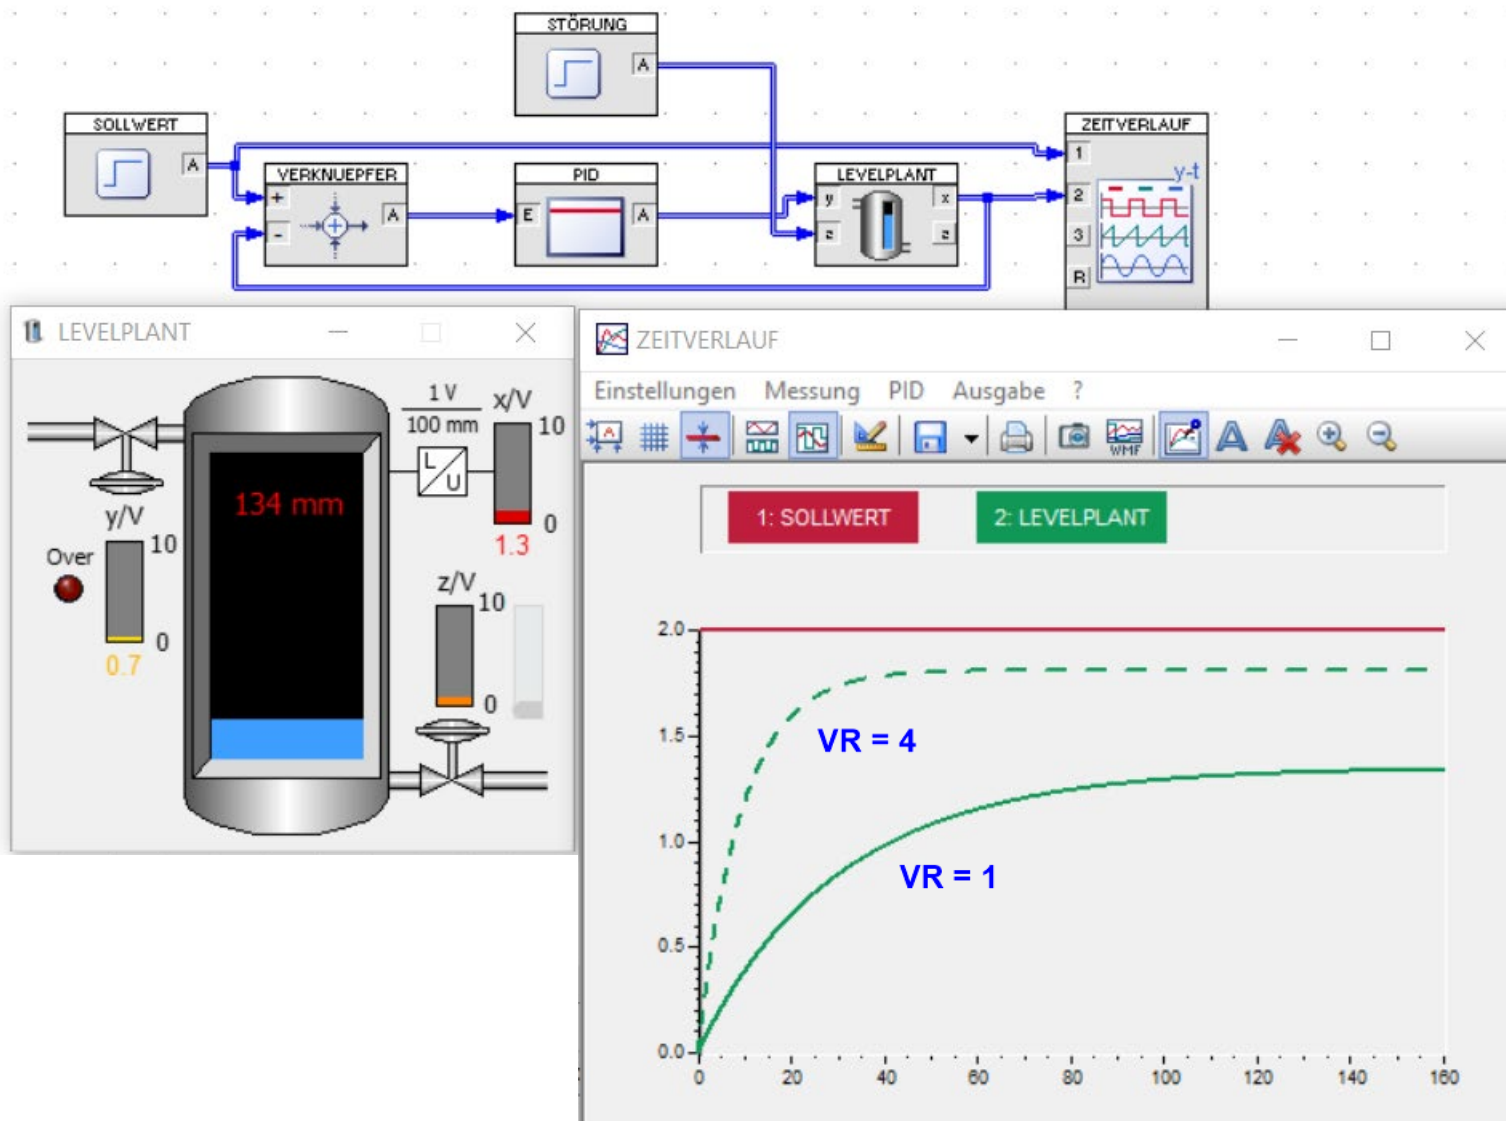 STÖRUNG
A
SOLLWERT
A
VERKNUEPFER
+
-
A
PID
E
A
LEVELPLANT
y
z
x
z
ZEITVERLAUF
1
2
3
R
y-t
LEVELPLANT
1 V
100 mm
x/V
10
0
1.3
L
U
134 mm
y/V
10
0
0.7
Over
z/V
10
0
ZEITVERLAUF
Einstellungen Messung PID Ausgabe ?
A
WMF
A
1: SOLLWERT 2: LEVELPLANT
2.0
1.5
1.0
0.5
0.0
VR = 4
VR = 1
0 20 40 60 80 100 120 140 160